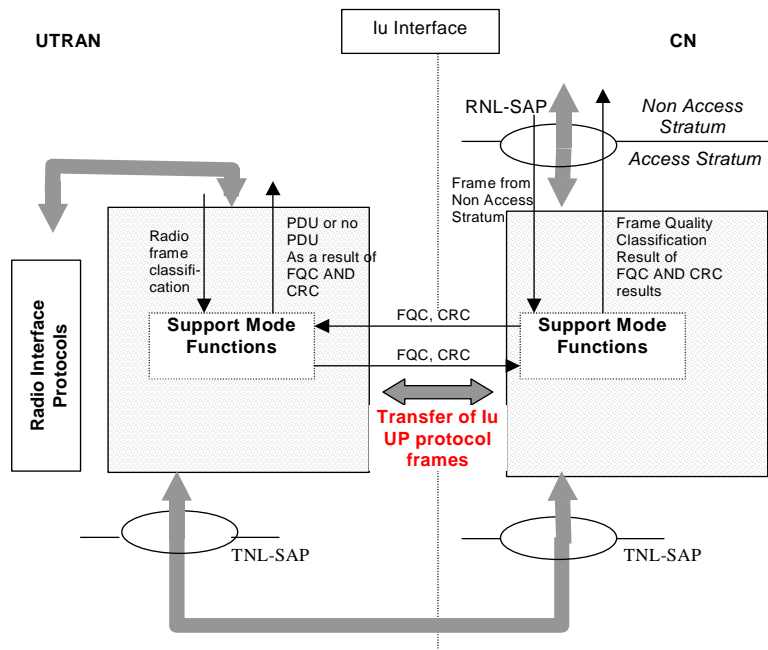 Iu Interface
UTRAN
CN
RNL-SAP
Non Access
Stratum
Access Stratum
Frame from
Non Access
Stratum
Radio
frame
classifi-
cation
PDU or no
PDU
As a result of
FQC AND
CRC
Frame Quality
Classification
Result of
FQC AND CRC
results
Radio Interface
Protocols
Support Mode
Functions
FQC, CRC
FQC, CRC
Support Mode
Functions
Transfer of Iu
UP protocol
frames
TNL-SAP
TNL-SAP